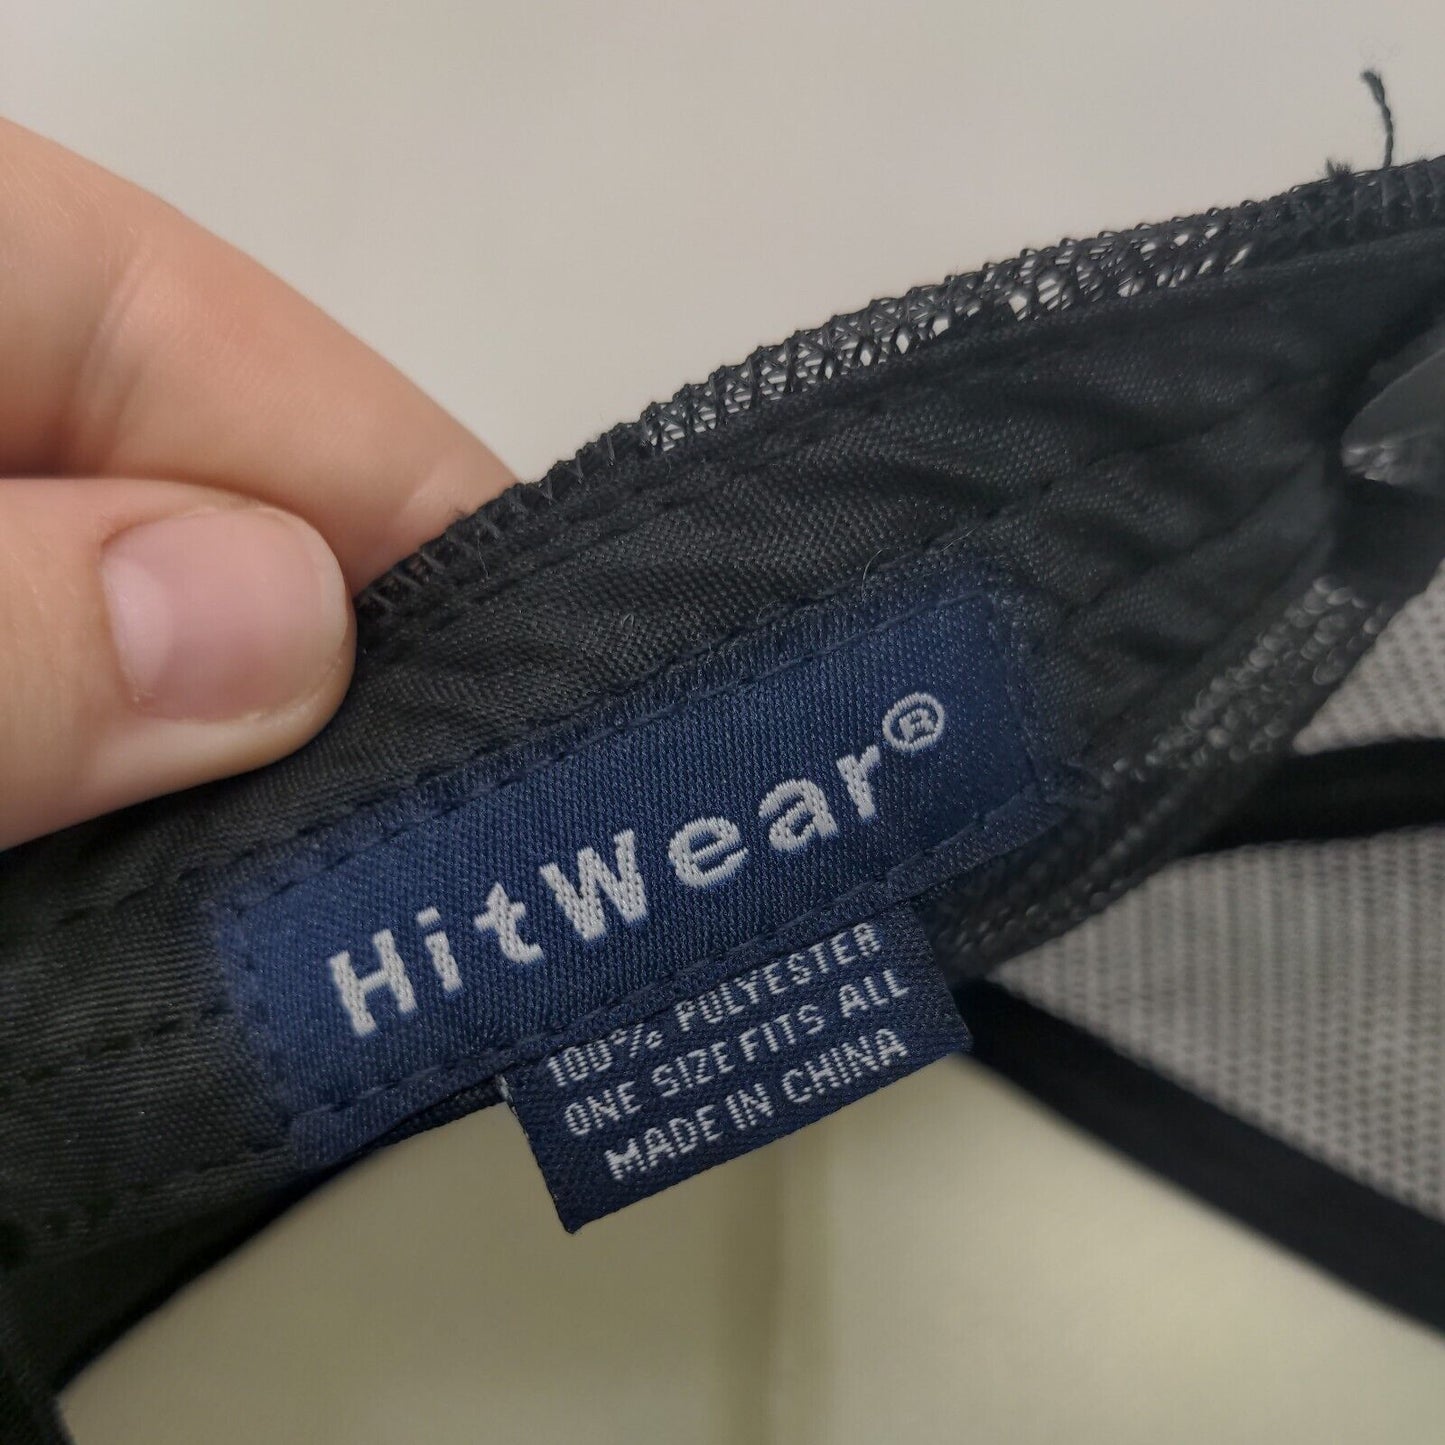 HitWear®
100% POLYESTER
ONE SIZE FITS ALL
MADE IN CHINA